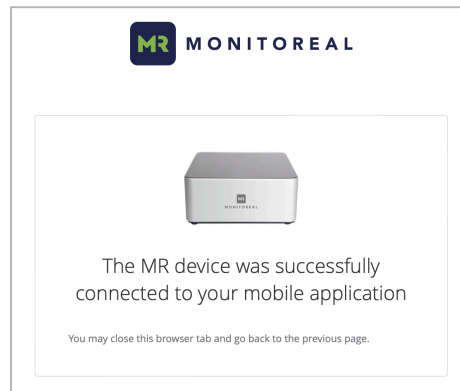 MR MONITOREAL
MR
MONITOREAL
The MR device was successfully
connected to your mobile application
You may close this browser tab and go back to the previous page.